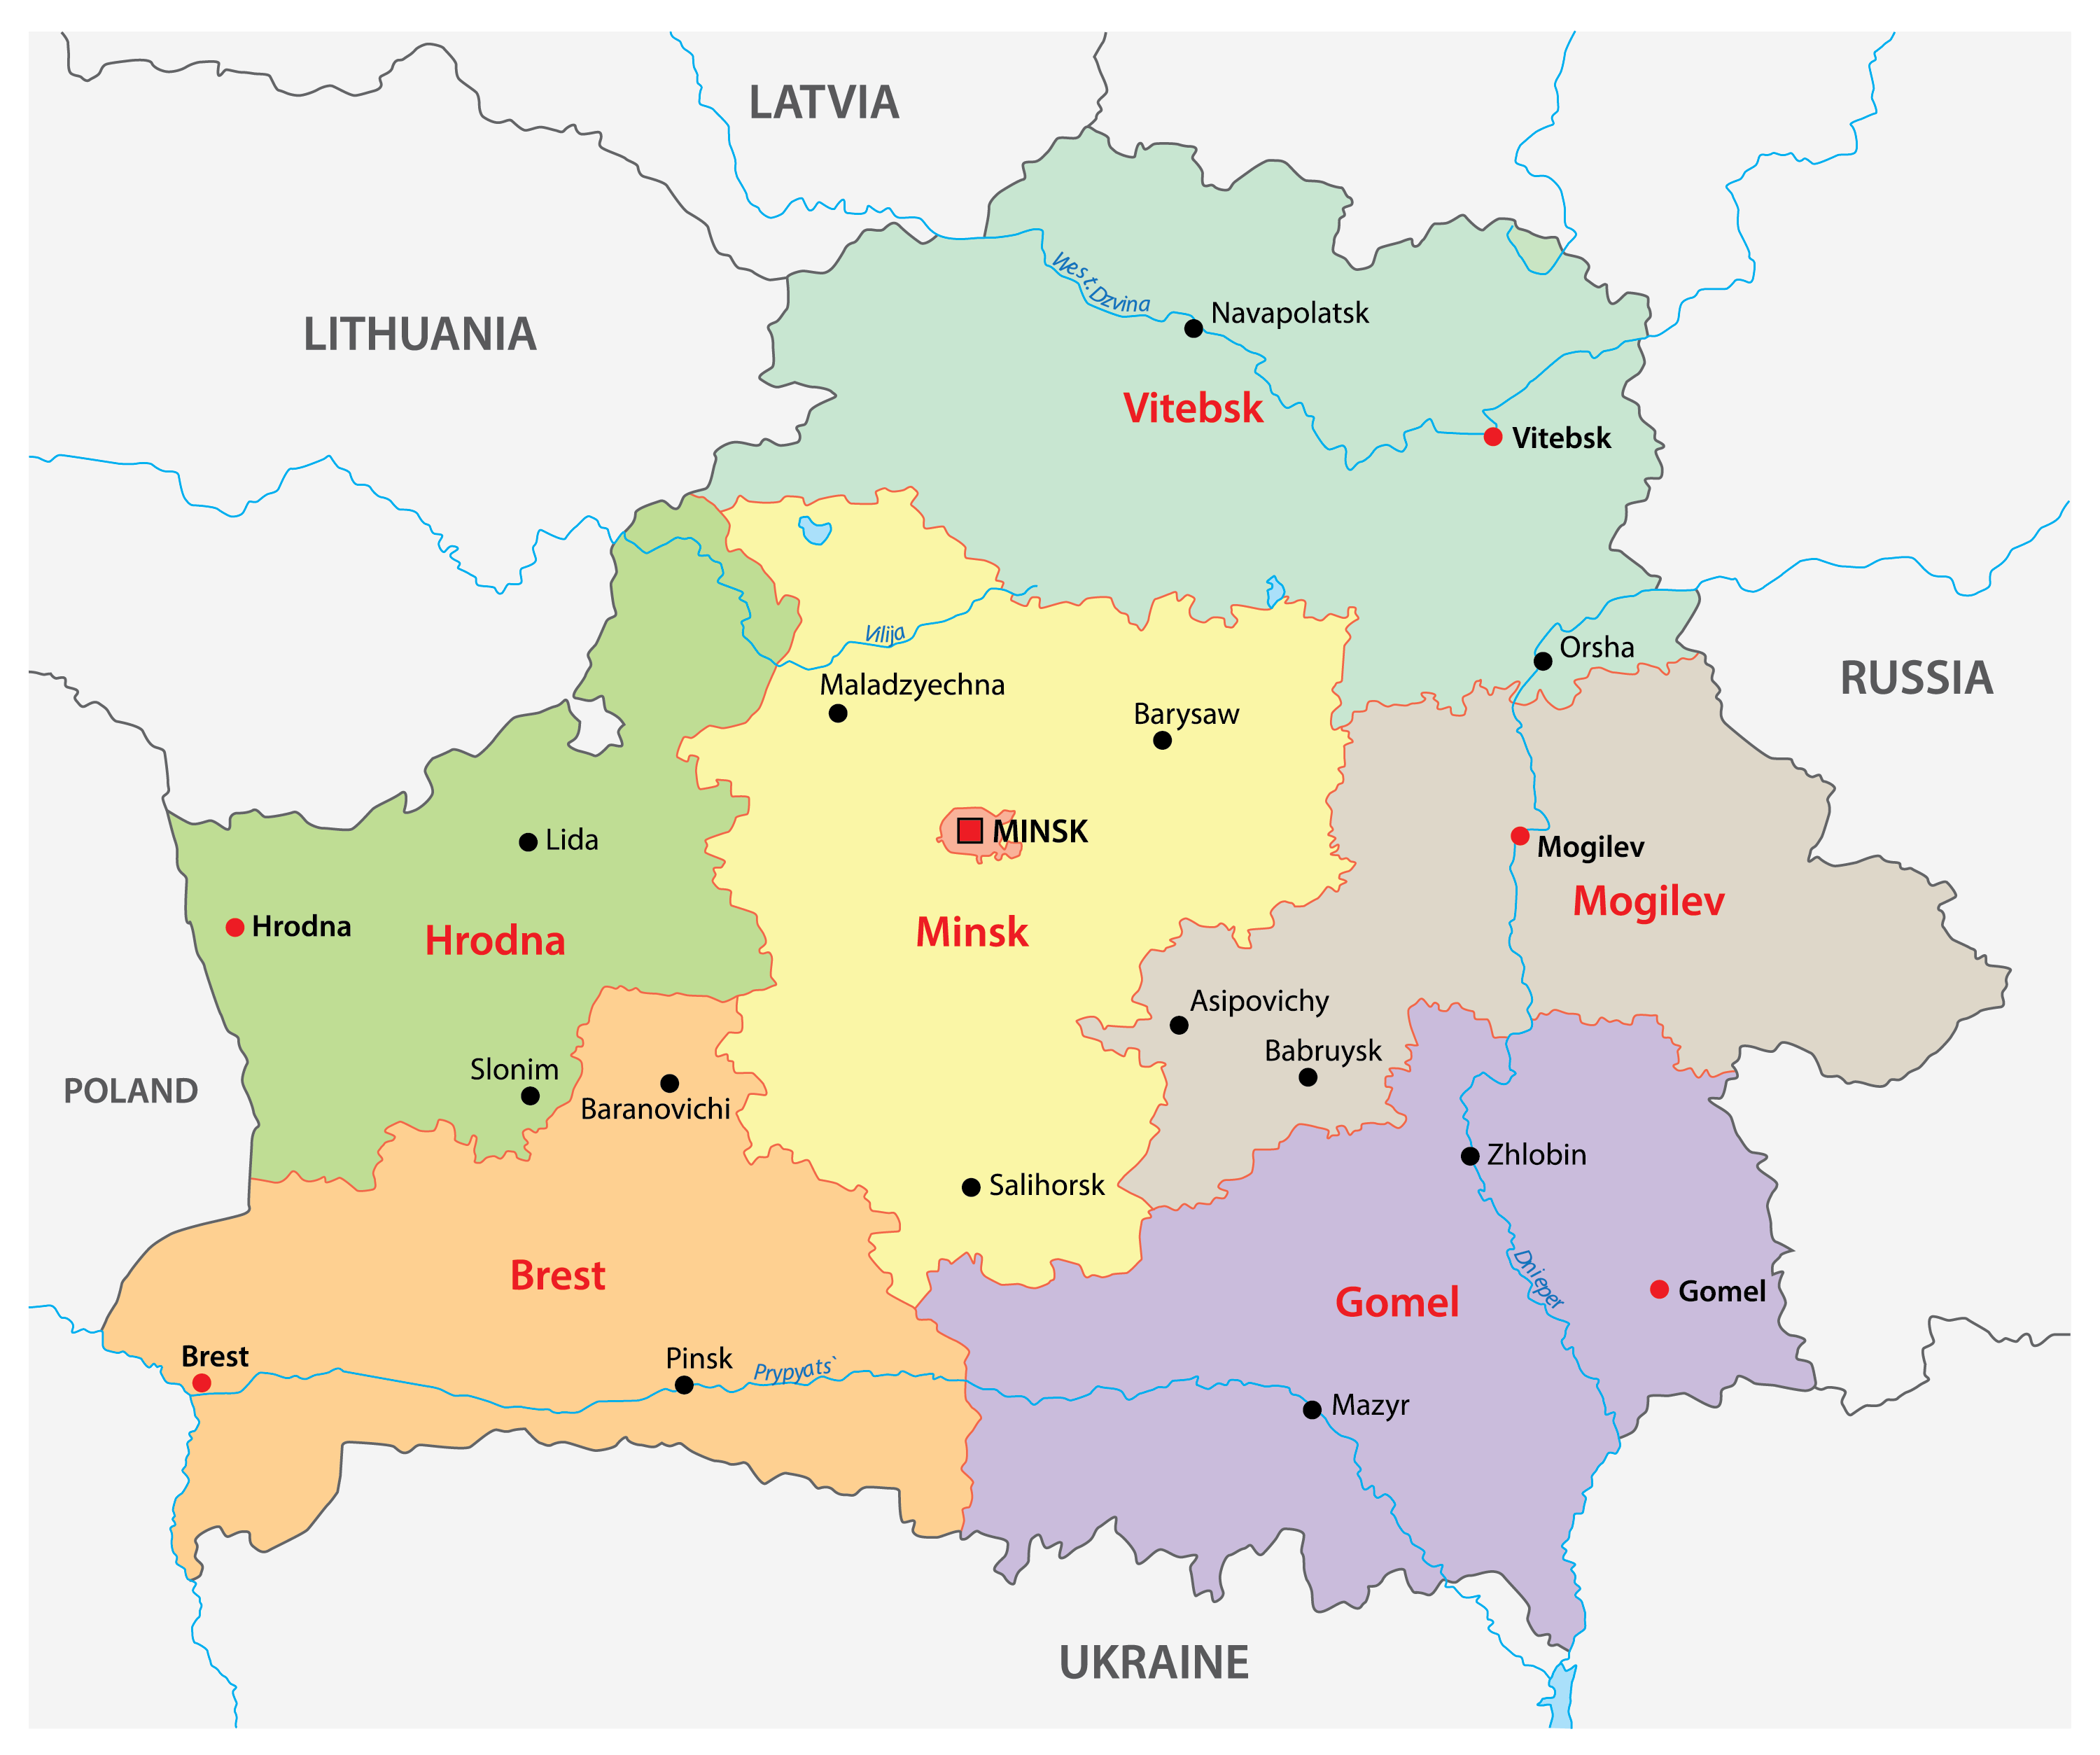 LATVIA
LITHUANIA
West.Dzvina
Navapolatsk
Vitebsk
Vitebsk
Vilija
Orsha
RUSSIA
Maladzyechna
Barysaw
Lida
MINSK
Mogilev
Mogilev
Hrodna
Hrodna
Minsk
Asipovichy
Babruysk
POLAND
Slonim
Baranovichi
Zhlobin
Salihorsk
Brest
Gomel
Dnieper
Gomel
Brest
Pinsk
Prypyats`
Mazyr
UKRAINE